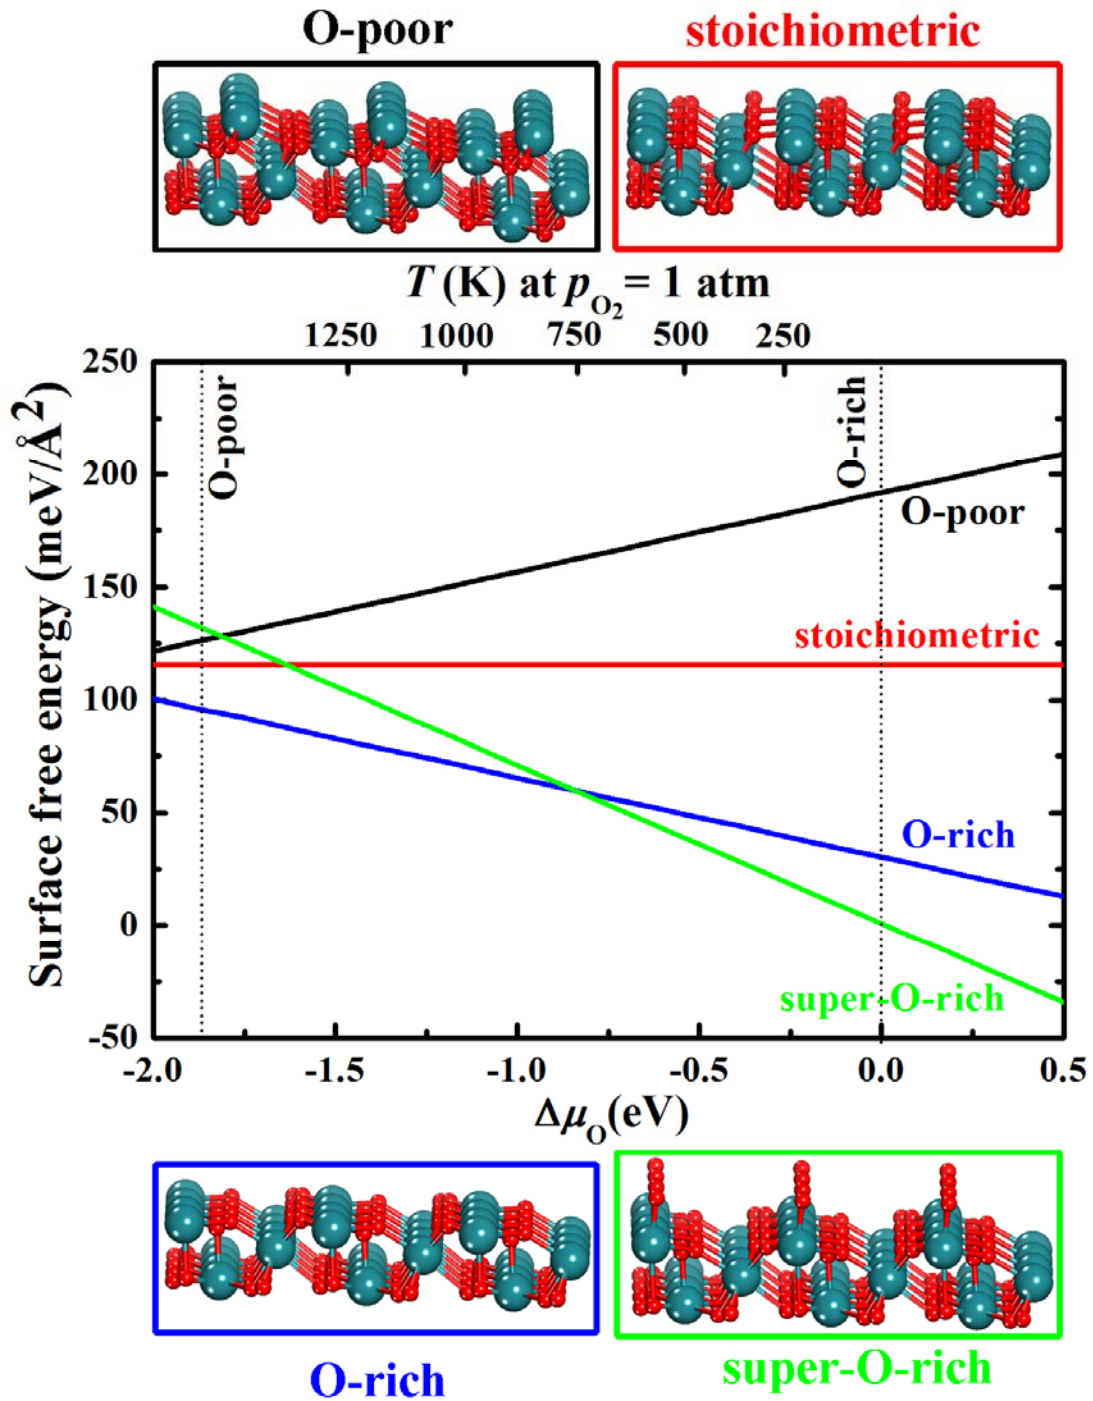 O-poor
stoichiometric
T (K) at pO₂ = 1 atm
1250 1000 750 500 250
250
200
150
100
50
0
-50
Surface free energy (meV/Å²)
O-poor
O-rich
O-poor
stoichiometric
O-rich
super-O-rich
-2.0 -1.5 -1.0 -0.5 0.0 0.5
ΔμO(eV)
O-rich
super-O-rich